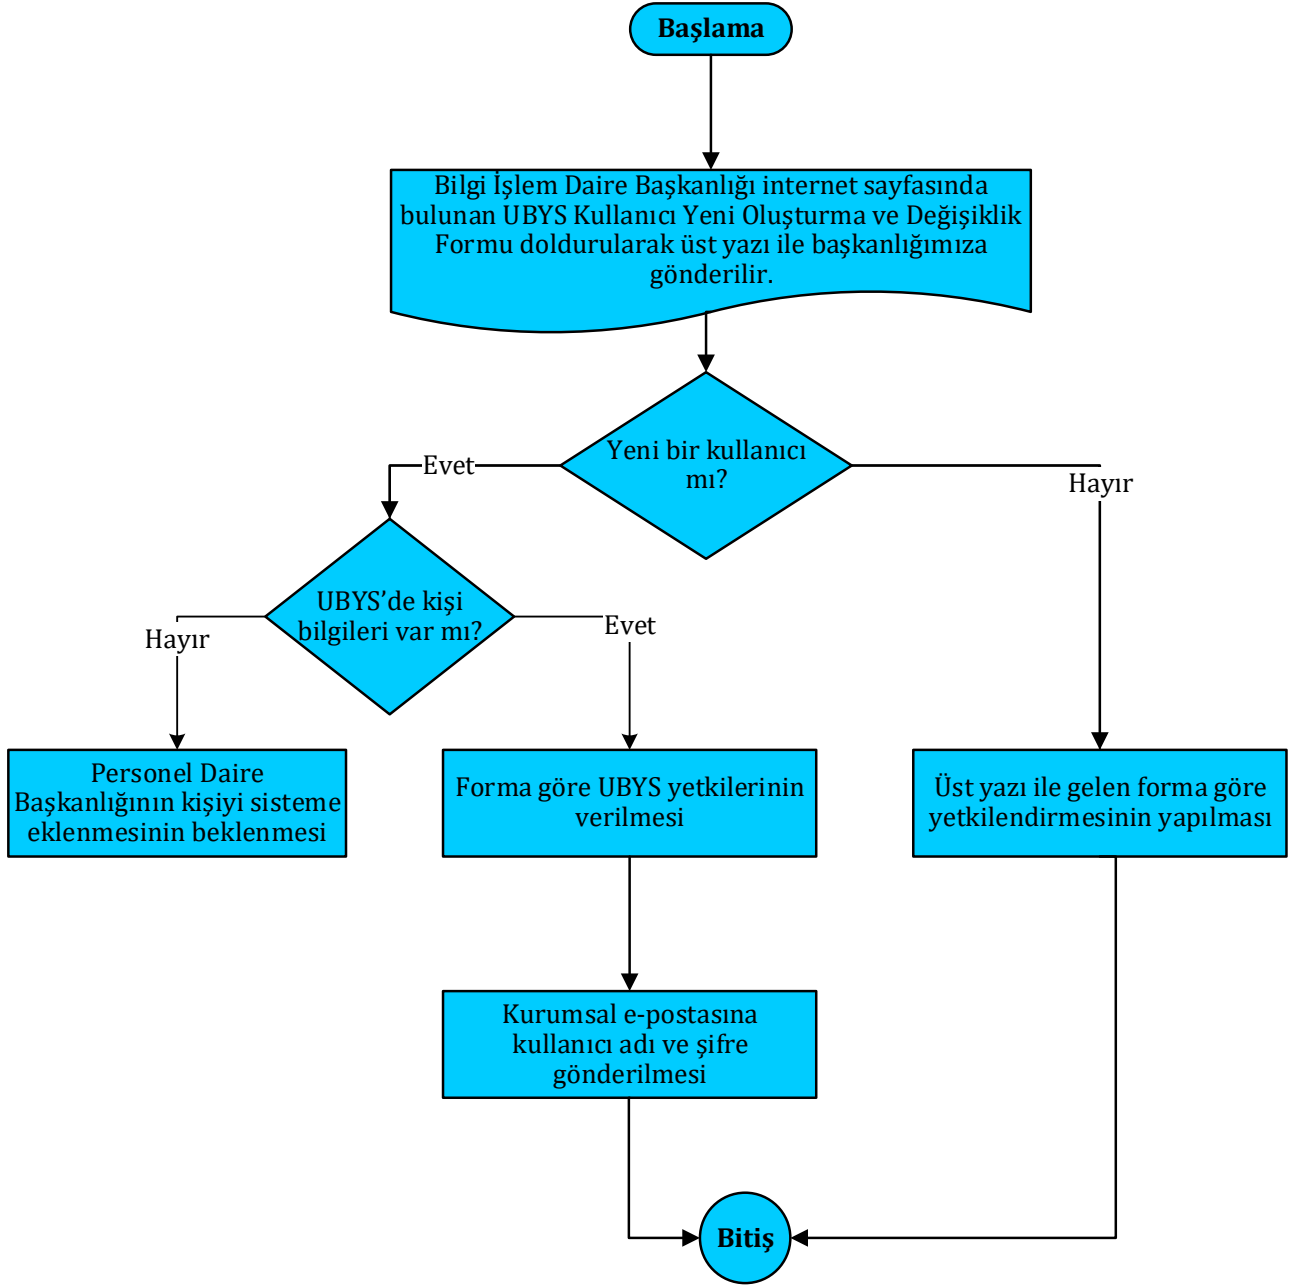 Başlama
Bilgi İşlem Daire Başkanlığı internet sayfasında
bulunan UBYS Kullanıcı Yeni Oluşturma ve Değişiklik
Formu doldurularak üst yazı ile başkanlığımıza
gönderilir.
Yeni bir kullanıcı
mı?
Evet
Hayır
UBYS’de kişi
bilgileri var mı?
Hayır
Evet
Personel Daire
Başkanlığının kişiyi sisteme
eklenmesinin beklenmesi
Forma göre UBYS yetkilerinin
verilmesi
Üst yazı ile gelen forma göre
yetkilendirmesinin yapılması
Kurumsal e-postasına
kullanıcı adı ve şifre
gönderilmesi
Bitiş